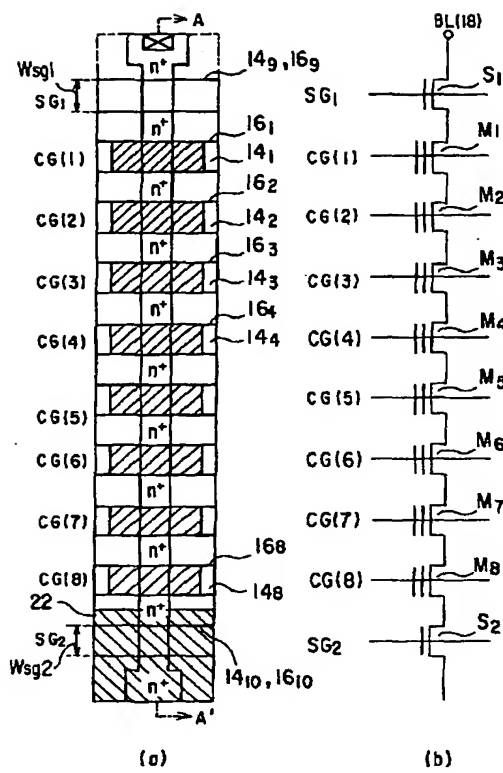 A
BL(18)
n⁺
14₉, 16₉
Wsg1
SG₁
n⁺
16₁
CG(1)
14₁
n⁺
16₂
CG(2)
14₂
n⁺
16₃
CG(3)
14₃
n⁺
16₄
CG(4)
14₄
n⁺
CG(5)
n⁺
CG(6)
n⁺
CG(7)
n⁺
16₈
CG(8)
14₈
22
n⁺
SG₂
Wsg2
14₁₀, 16₁₀
n⁺
A'
(a)
SG₁
S₁
CG(1)
M₁
CG(2)
M₂
CG(3)
M₃
CG(4)
M₄
CG(5)
M₅
CG(6)
M₆
CG(7)
M₇
CG(8)
M₈
SG₂
S₂
(b)